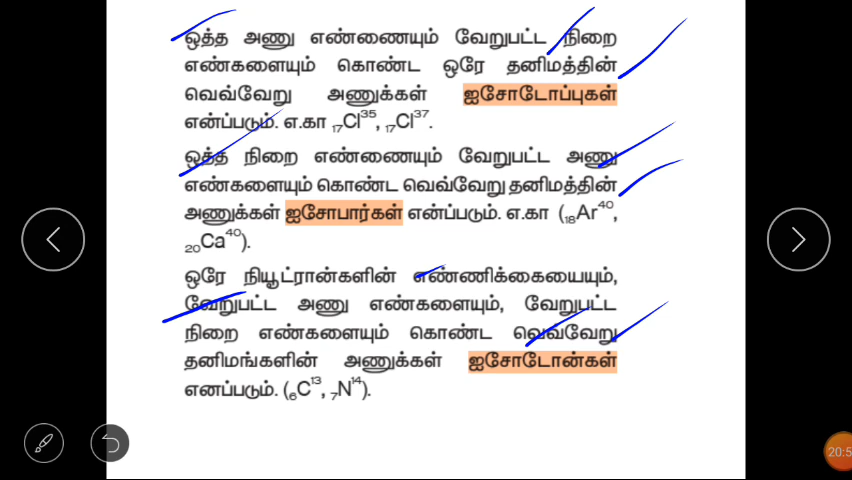 ஒத்த அணு எண்ணையும் வேறுபட்ட நிறை
எண்களையும் கொண்ட ஒரே தனிமத்தின்
வெவ்வேறு அணுக்கள் ஐசோடோப்புகள்
என்ப்படும். எ.கா ₁₇Cl³⁵, ₁₇Cl³⁷.
ஒத்த நிறை எண்ணையும் வேறுபட்ட அணு
எண்களையும் கொண்ட வெவ்வேறு தனிமத்தின்
அணுக்கள் ஐசோபார்கள் என்ப்படும். எ.கா (₁₈Ar⁴⁰,
₂₀Ca⁴⁰).
ஒரே நியூட்ரான்களின் எண்ணிக்கையையும்,
வேறுபட்ட அணு எண்களையும், வேறுபட்ட
நிறை எண்களையும் கொண்ட வெவ்வேறு
தனிமங்களின் அணுக்கள் ஐசோடோன்கள்
எனப்படும். (₆C¹³, ₇N¹⁴).